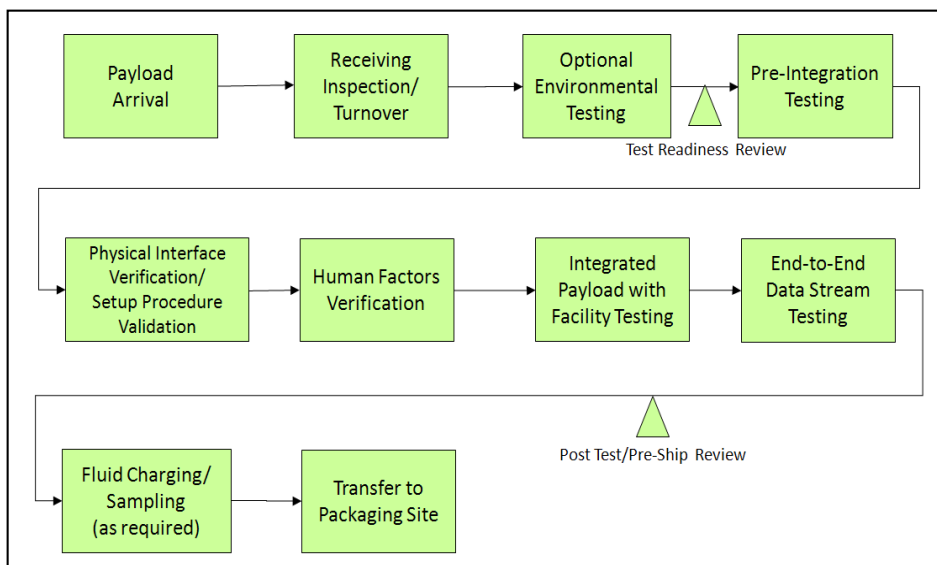 Payload
Arrival
Receiving
Inspection/
Turnover
Optional
Environmental
Testing
Pre-Integration
Testing
Test Readiness Review
Physical Interface
Verification/
Setup Procedure
Validation
Human Factors
Verification
Integrated
Payload with
Facility Testing
End-to-End
Data Stream
Testing
Post Test/Pre-Ship Review
Fluid Charging/
Sampling
(as required)
Transfer to
Packaging Site